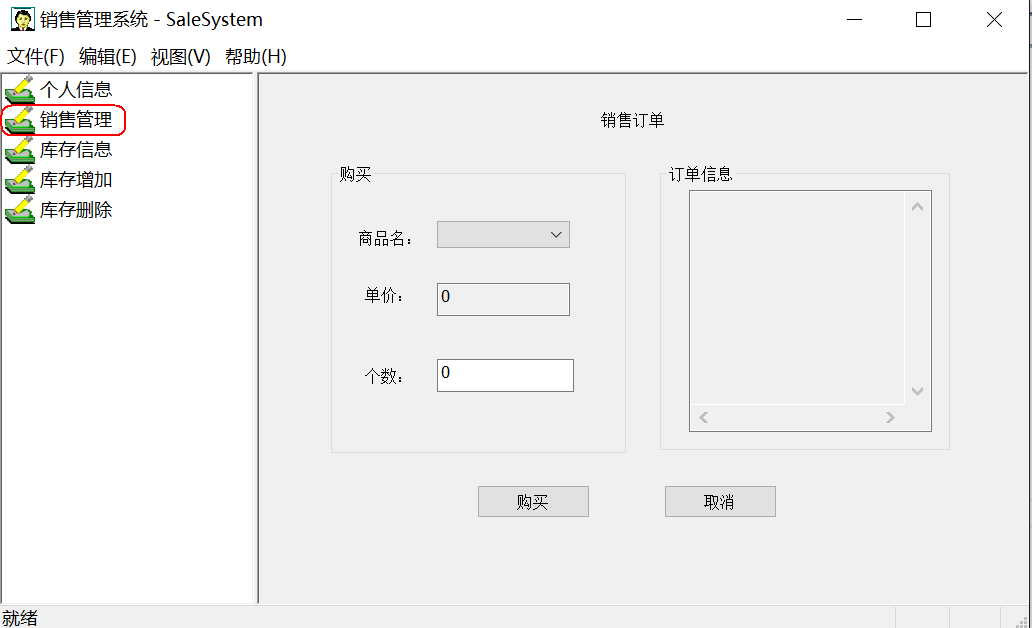 销售管理系统 - SaleSystem
文件(F) 编辑(E) 视图(V) 帮助(H)
个人信息
销售管理
库存信息
库存增加
库存删除
销售订单
购买
商品名：
单价： 0
个数： 0
订单信息
购买
取消
就绪